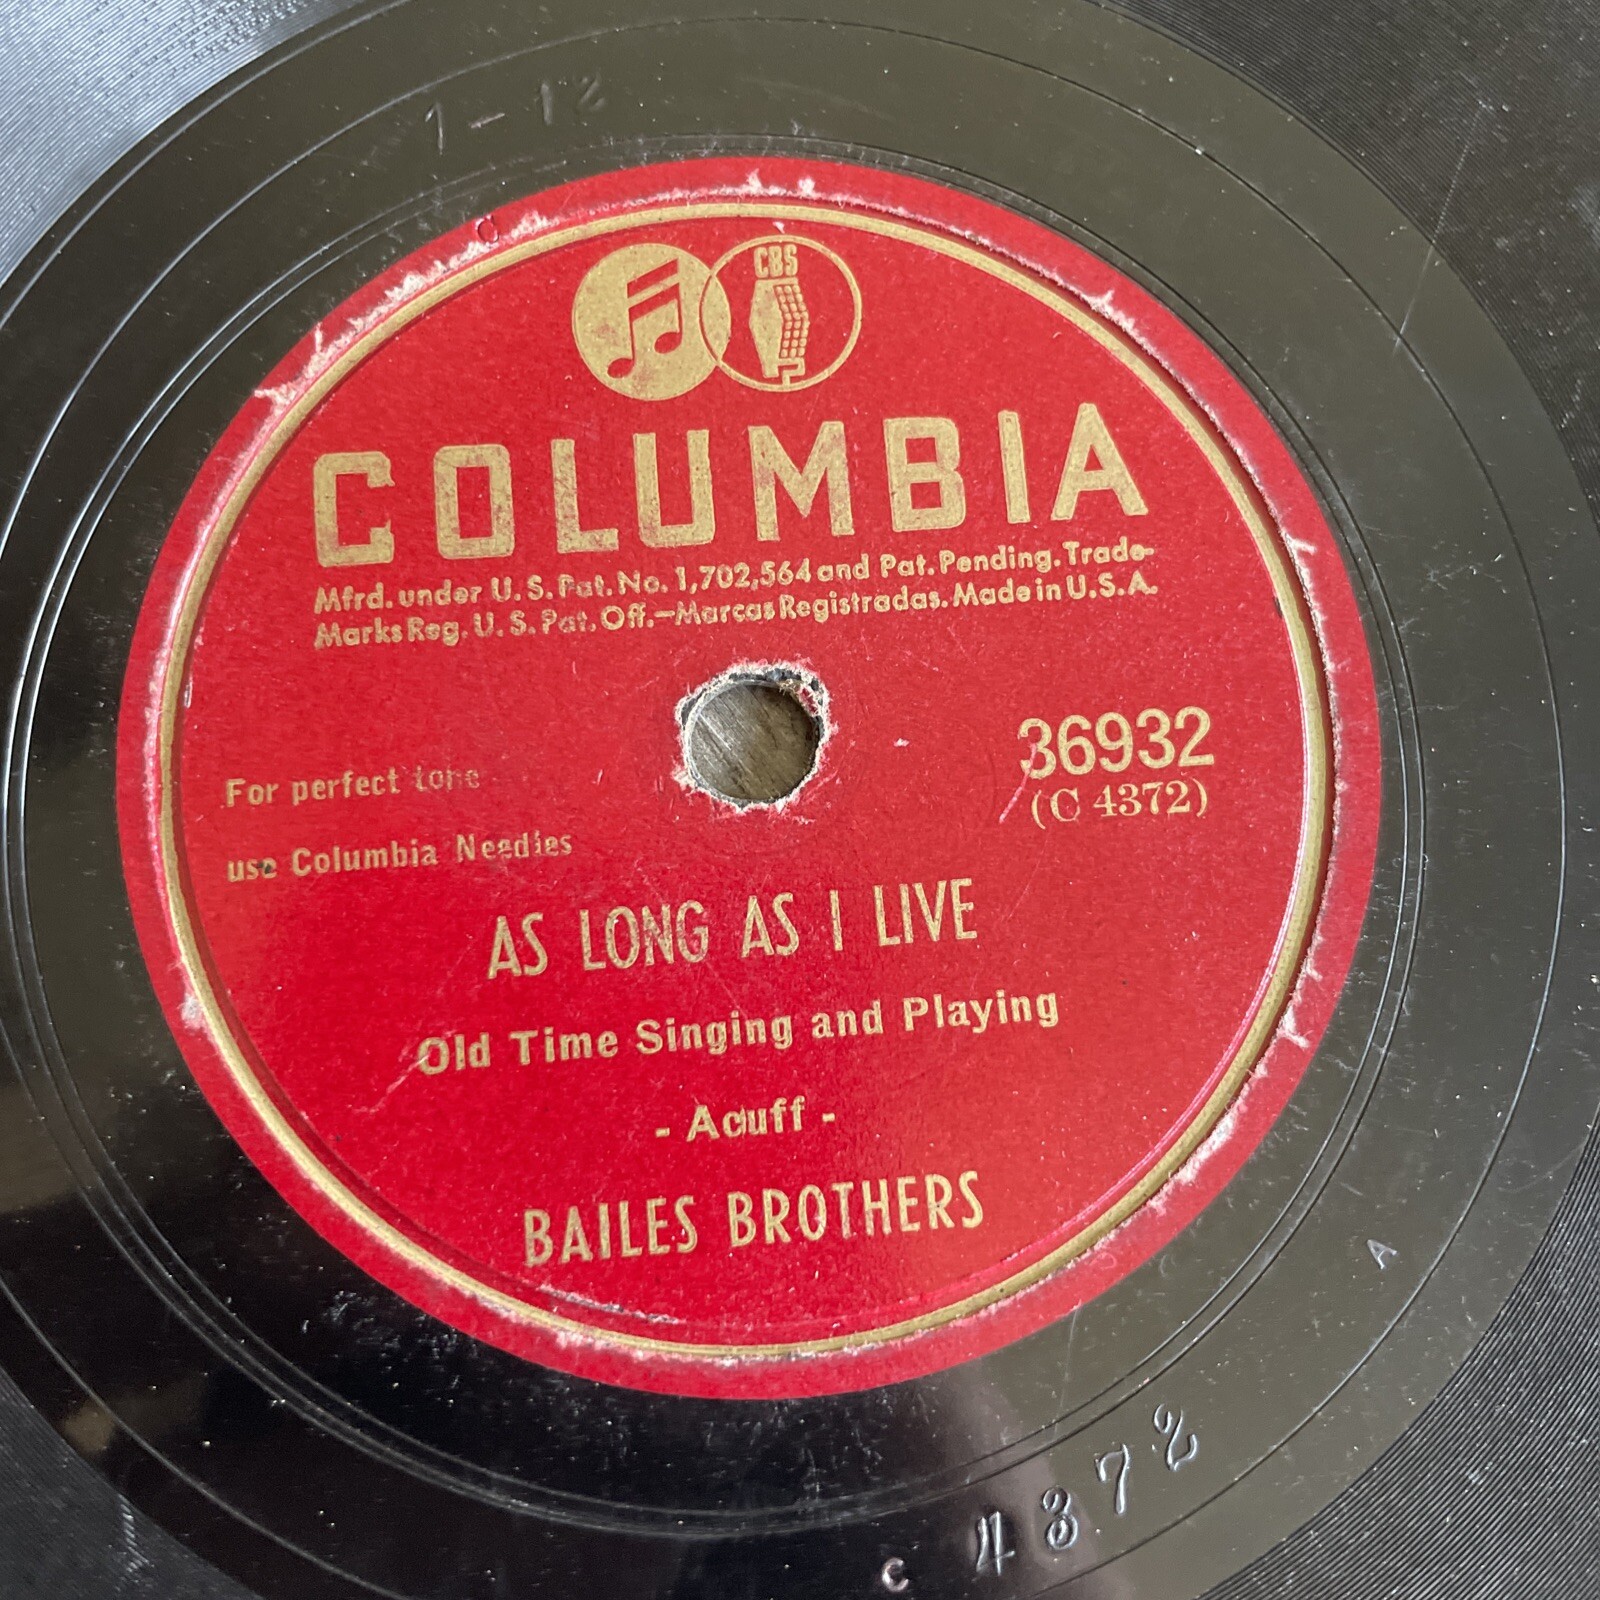 1-12
C
CBS
COLUMBIA
Mfrd. under U. S. Pat. No. 1,702,564 and Pat. Pending. Trade-
Marks Reg. U. S. Pat. Off.—Marcas Registradas. Made in U.S.A.
36932
(C 4372)
For perfect tone
use Columbia Needles
AS LONG AS I LIVE
Old Time Singing and Playing
- Acuff -
BAILES BROTHERS
A
C 4372